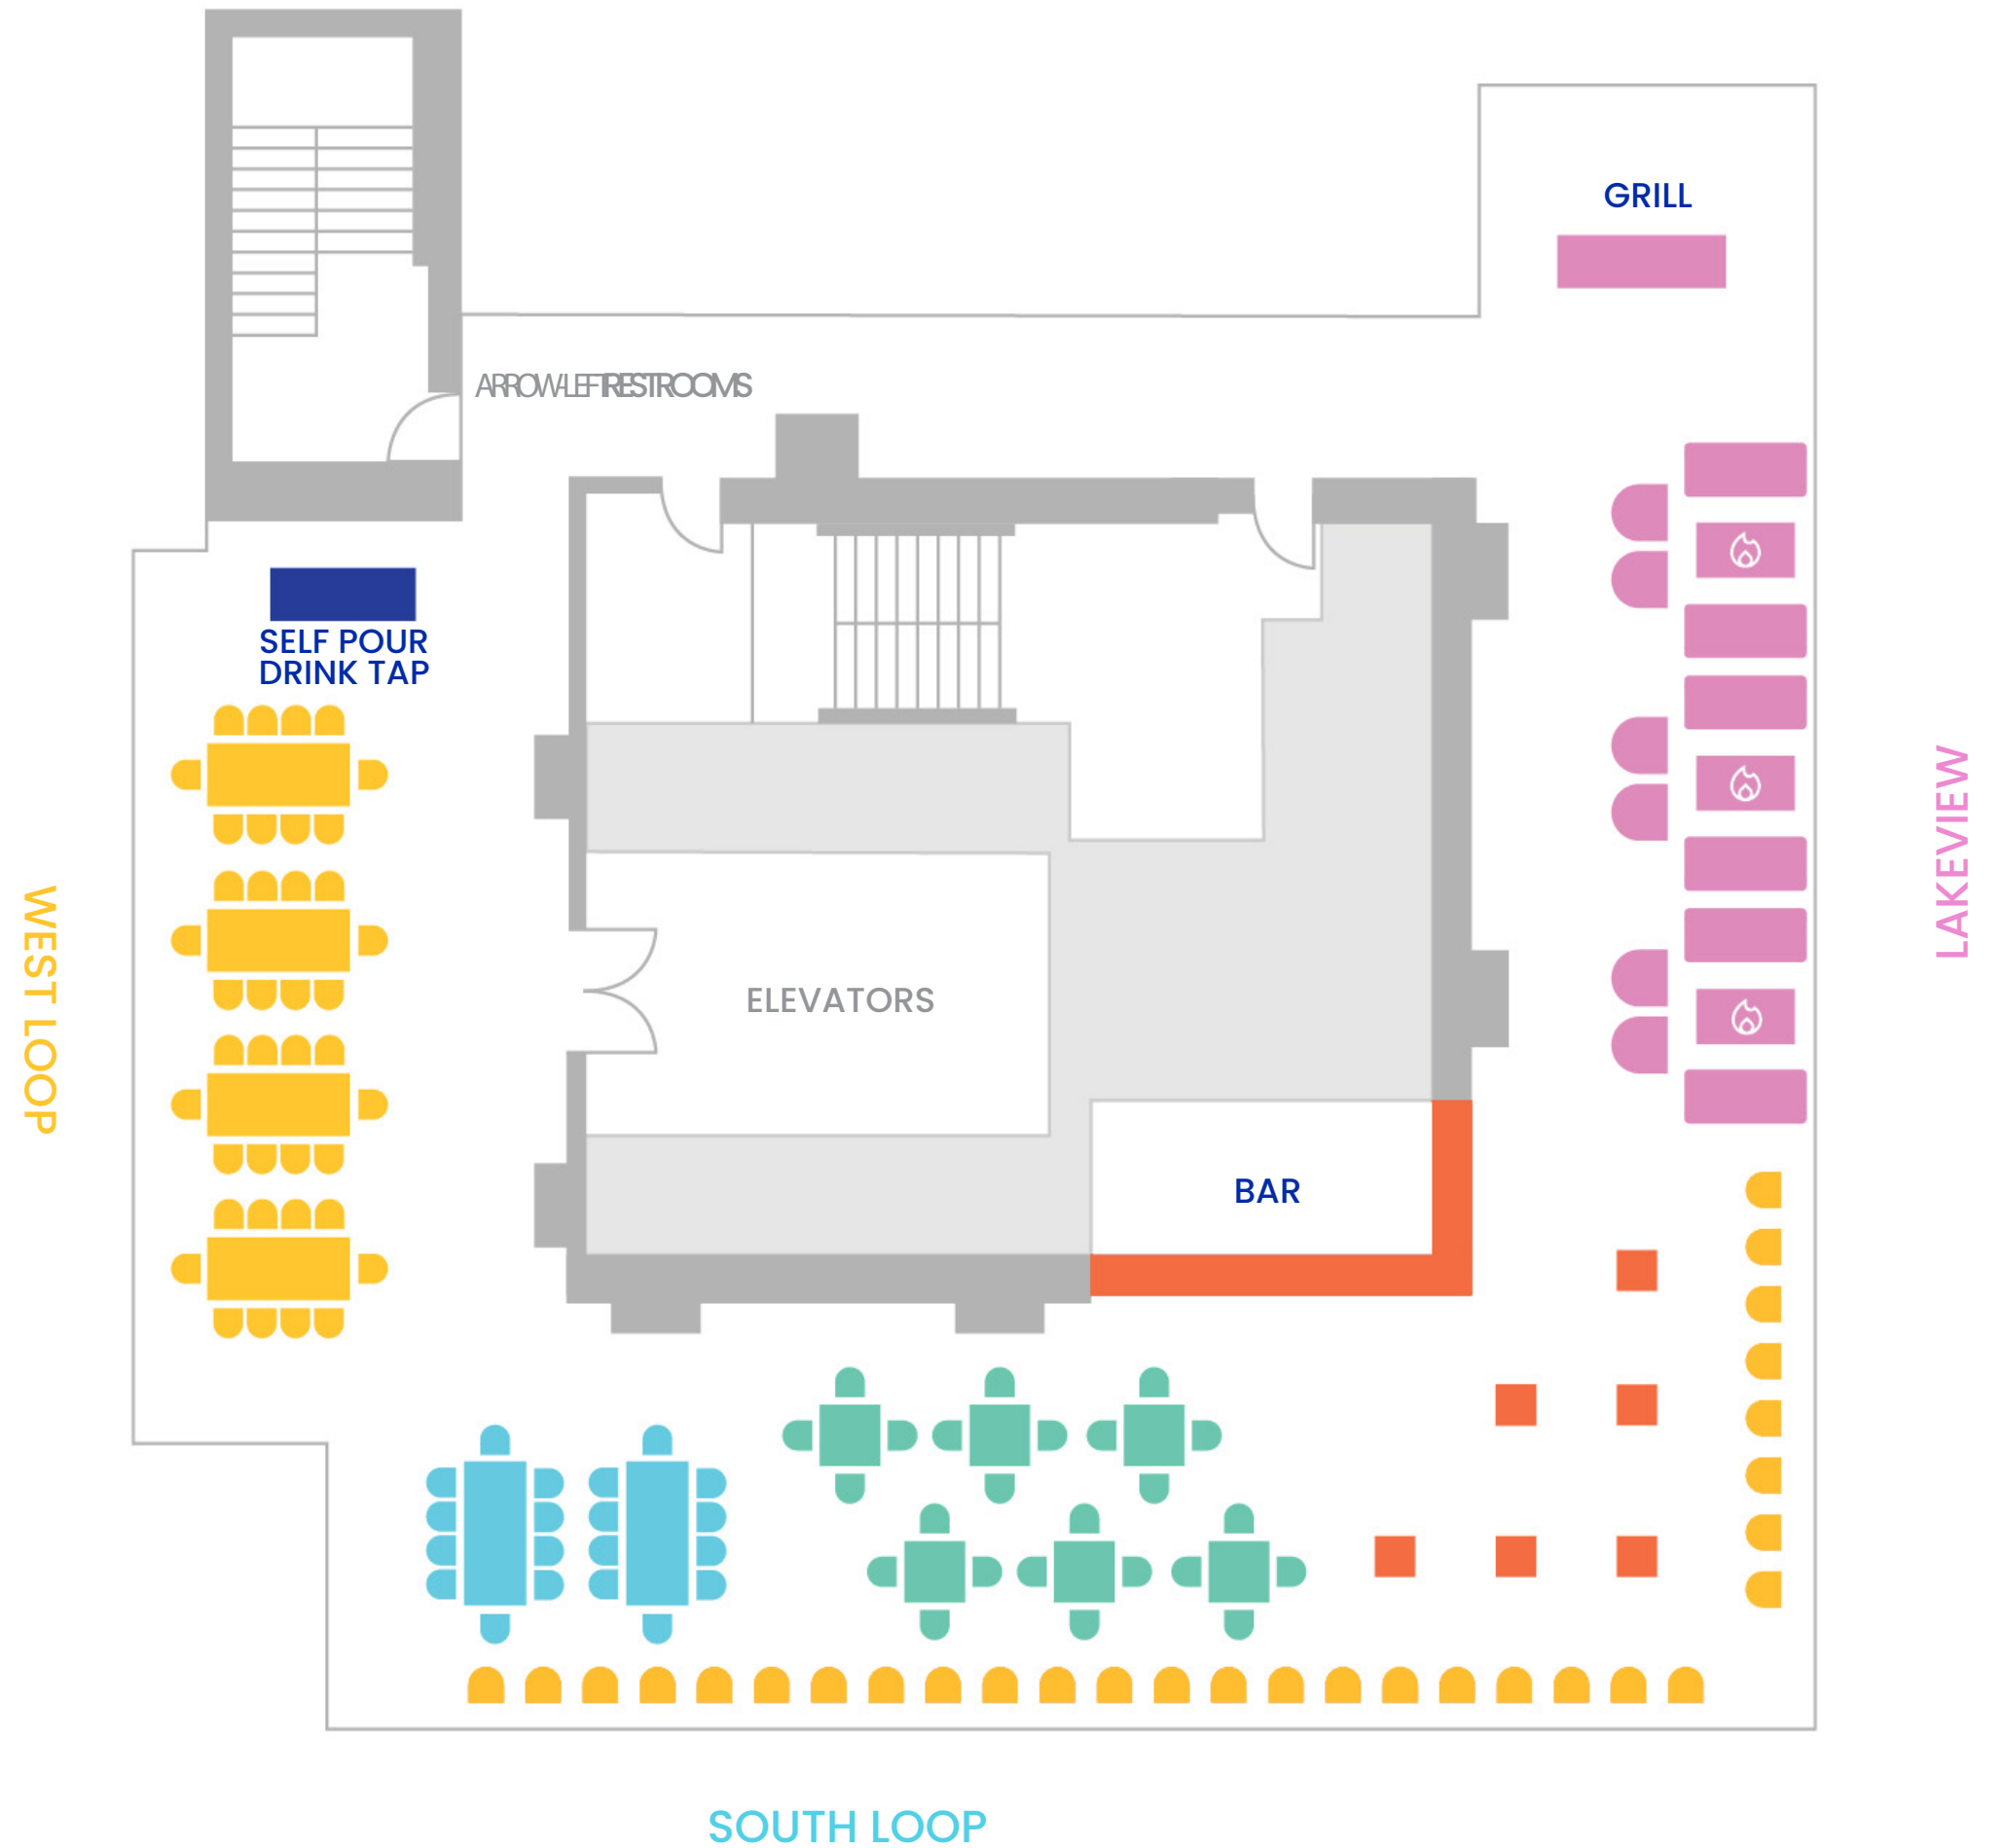 GRILL
ARROW-LEFTRESTROOMS
SELF POUR
DRINK TAP
LAKEVIEW
WEST LOOP
ELEVATORS
BAR
SOUTH LOOP